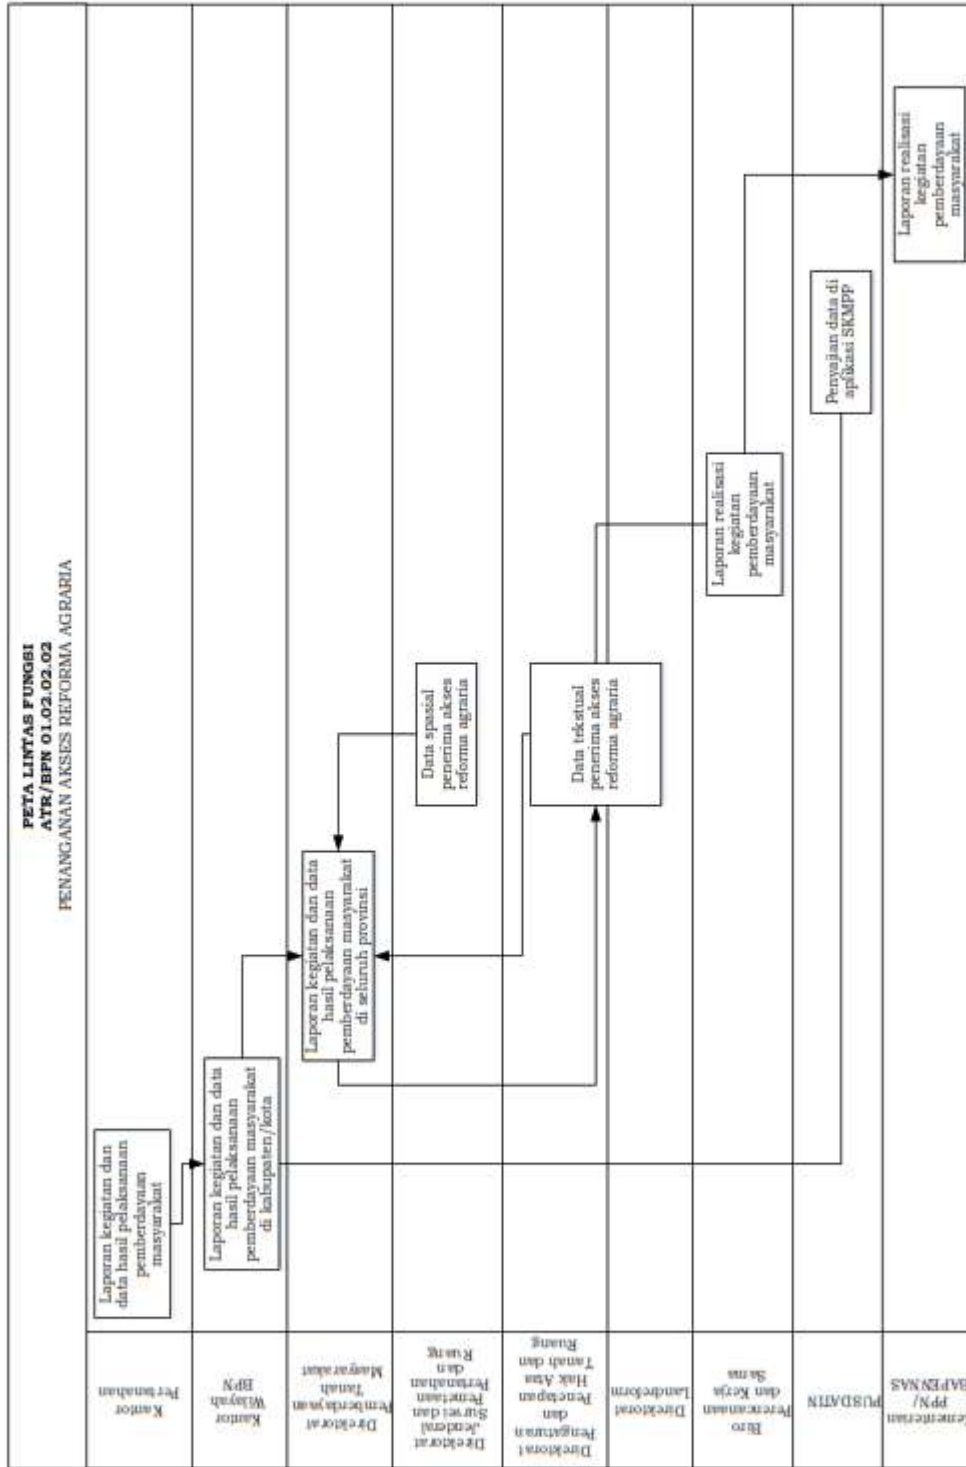 PETA LINTAS FUNGSI
ATR/BPN 01.02.02.02
PENANGANAN AKSES REFORMA AGRARIA
Kantor
Pertanahan
Laporan kegiatan dan
data hasil pelaksanaan
pemberdayaan
masyarakat
Kantor
Wilayah
BPN
Laporan kegiatan dan data
hasil pelaksanaan
pemberdayaan masyarakat
di kabupaten/kota
Direktorat
Pemberdayaan
Tanah
Masyarakat
Laporan kegiatan dan data
hasil pelaksanaan
pemberdayaan masyarakat
di seluruh provinsi
Direktorat
Jenderal
Survei dan
Pemetaan
Pertanahan
dan
Ruang
Data spasial
penerima akses
reforma agraria
Direktorat
Pengaturan
dan
Penetapan
Hak Atas
Tanah dan
Ruang
Direktorat
Landreform
Data tekstual
penerima akses
reforma agraria
Biro
Perencanaan
dan Kerja
Sama
Laporan realisasi
kegiatan
pemberdayaan
masyarakat
PUSDATIN
Penyajian data di
aplikasi SKMPP
ementerian
PPN/
BAPENAS
Laporan realisasi
kegiatan
pemberdayaan
masyarakat